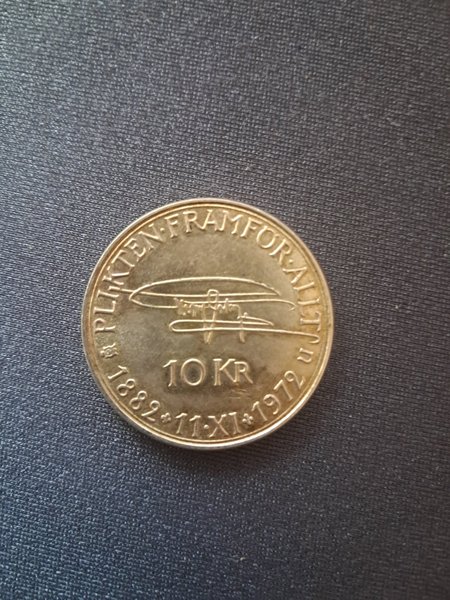 PLIKTEN·FRAMFÖR·ALLT
10 KR
U
1882·11·XI·1972